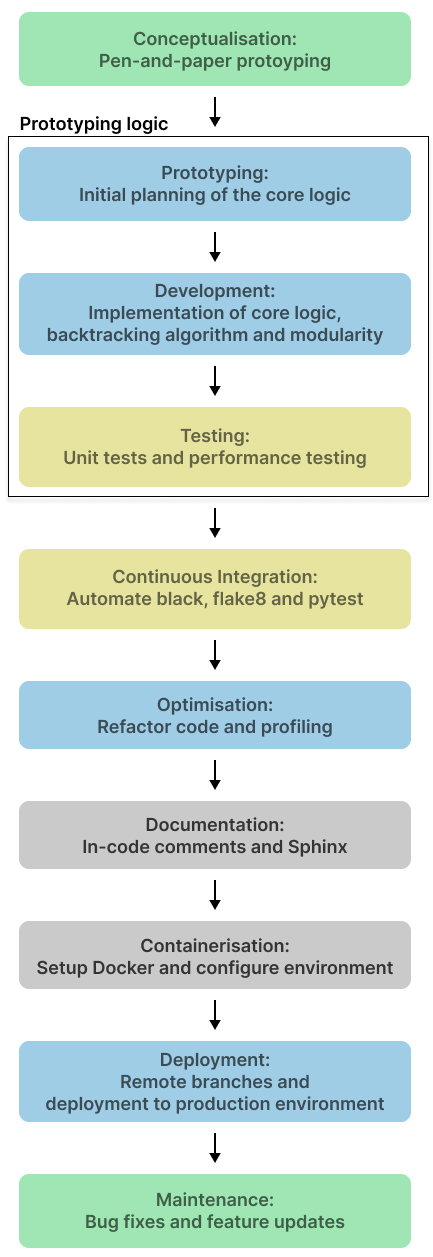 Conceptualisation:
Pen-and-paper protoyping
Prototyping logic
Prototyping:
Initial planning of the core logic
Development:
Implementation of core logic,
backtracking algorithm and modularity
Testing:
Unit tests and performance testing
Continuous Integration:
Automate black, flake8 and pytest
Optimisation:
Refactor code and profiling
Documentation:
In-code comments and Sphinx
Containerisation:
Setup Docker and configure environment
Deployment:
Remote branches and
deployment to production environment
Maintenance:
Bug fixes and feature updates